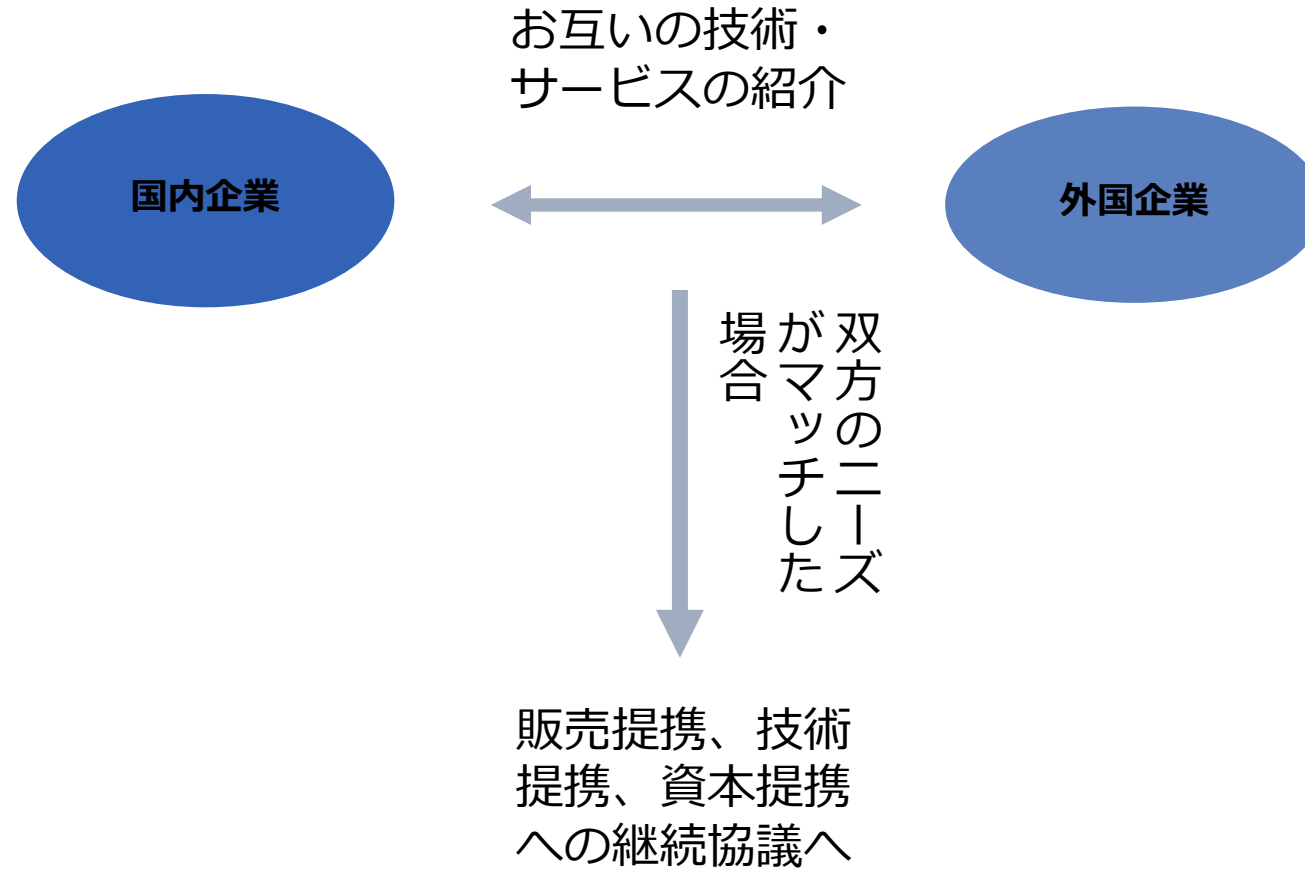 お互いの技術・
サービスの紹介
国内企業
外国企業
双方のニーズ
がマッチした
場合
販売提携、技術
提携、資本提携
への継続協議へ